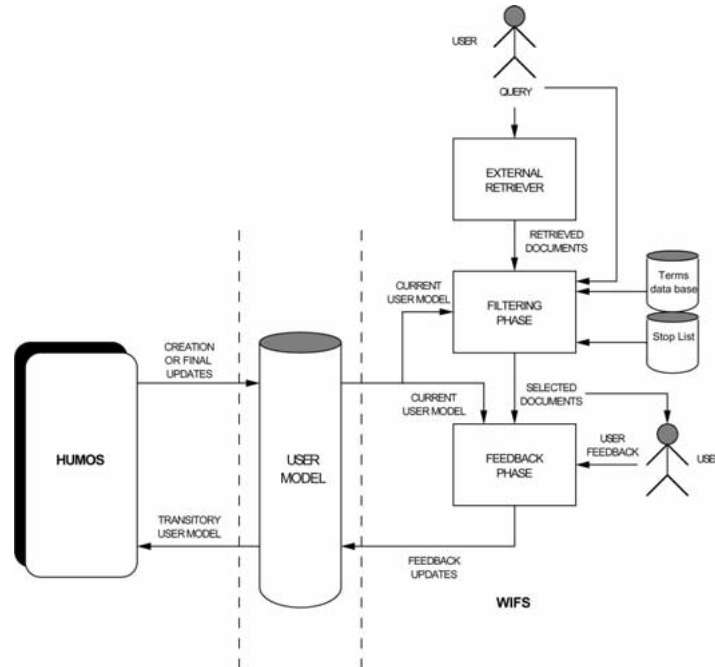 USER
QUERY
EXTERNAL
RETRIEVER
RETRIEVED
DOCUMENTS
Terms
data base
CURRENT
USER MODEL
FILTERING
PHASE
Stop List
CREATION
OR FINAL
UPDATES
SELECTED
DOCUMENTS
CURRENT
USER MODEL
USER
FEEDBACK
USE
HUMOS
USER
MODEL
FEEDBACK
PHASE
TRANSITORY
USER MODEL
FEEDBACK
UPDATES
WIFS